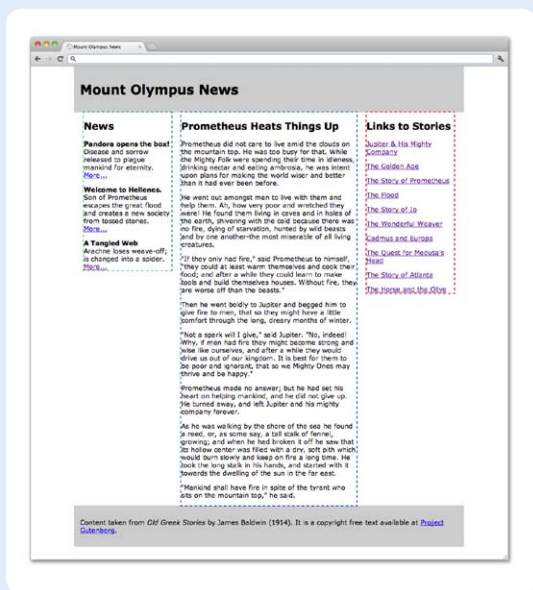 Mount Olympus News
Mount Olympus News
News
Pandora opens the box!
Disease and sorrow
released to plague
mankind for eternity.
More...
Welcome to Hellenes.
Son of Prometheus
escapes the great flood
and creates a new society
from tossed stones.
More...
A Tangled Web
Arachne loses weave-off;
is changed into a spider.
More...
Prometheus Heats Things Up
Prometheus did not care to live amid the clouds on
the mountain top. He was too busy for that. While
the Mighty Folk were spending their time in idleness,
drinking nectar and eating ambrosia, he was intent
upon plans for making the world wiser and better
than it had ever been before.
He went out amongst men to live with them and
help them. Ah, how very poor and wretched they
were! He found them living in caves and in holes of
the earth, shivering with the cold because there was
no fire, dying of starvation, hunted by wild beasts
and by one another-the most miserable of all living
creatures.
"If they only had fire," said Prometheus to himself,
"they could at least warm themselves and cook their
food; and after a while they could learn to make
tools and build themselves houses. Without fire, they
are worse off than the beasts."
Then he went boldly to Jupiter and begged him to
give fire to men, that so they might have a little
comfort through the long, dreary months of winter.
"Not a spark will I give," said Jupiter. "No, indeed!
Why, if men had fire they might become strong and
wise like ourselves, and after a while they would
drive us out of our kingdom. It is best for them to
be poor and ignorant, that so we Mighty Ones may
thrive and be happy."
Prometheus made no answer; but he had set his
heart on helping mankind, and he did not give up.
He turned away, and left Jupiter and his mighty
company forever.
As he was walking by the shore of the sea he found
a reed, or, as some say, a tall stalk of fennel,
growing; and when he had broken it off he saw that
its hollow center was filled with a dry, soft pith which
would burn slowly and keep on fire a long time. He
took the long stalk in his hands, and started with it
towards the dwelling of the sun in the far east.
"Mankind shall have fire in spite of the tyrant who
sits on the mountain top," he said.
Links to Stories
Jupiter & His Mighty
Company
The Golden Age
The Story of Prometheus
The Flood
The Story of Io
The Wonderful Weaver
Cadmus and Europa
The Quest for Medusa's
Head
The Story of Atlanta
The Horse and the Olive
Content taken from Old Greek Stories by James Baldwin (1914). It is a copyright free text available at Project
Gutenberg.